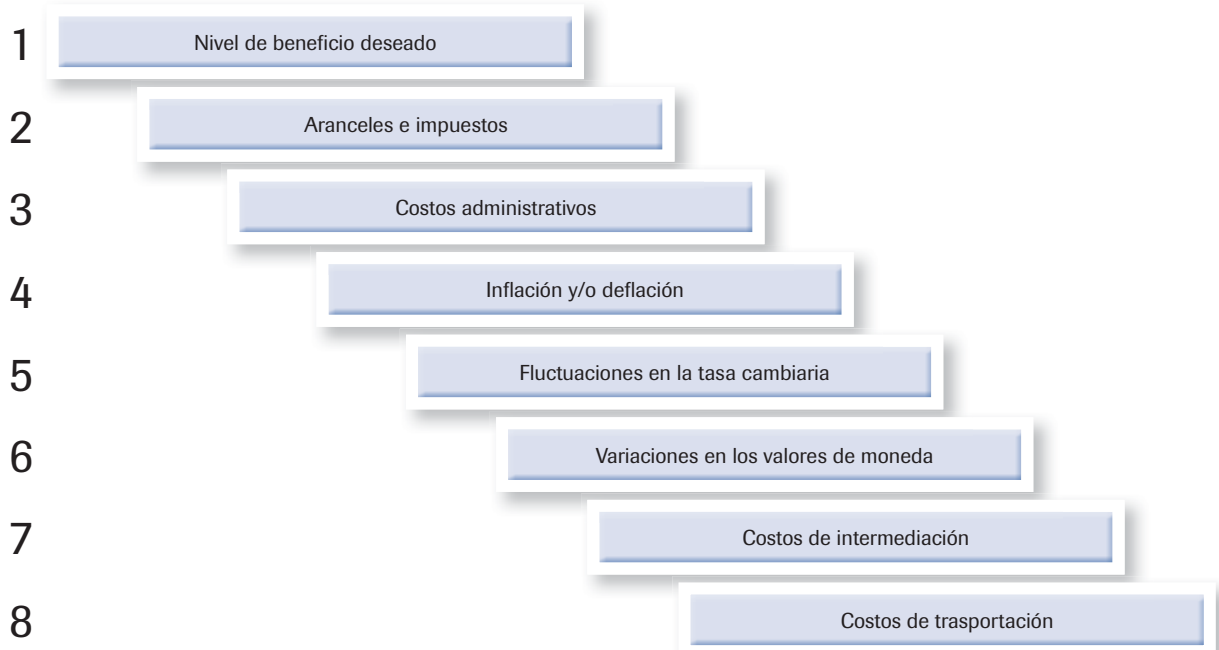 1 Nivel de beneficio deseado
2 Aranceles e impuestos
3 Costos administrativos
4 Inflación y/o deflación
5 Fluctuaciones en la tasa cambiaria
6 Variaciones en los valores de moneda
7 Costos de intermediación
8 Costos de trasportación